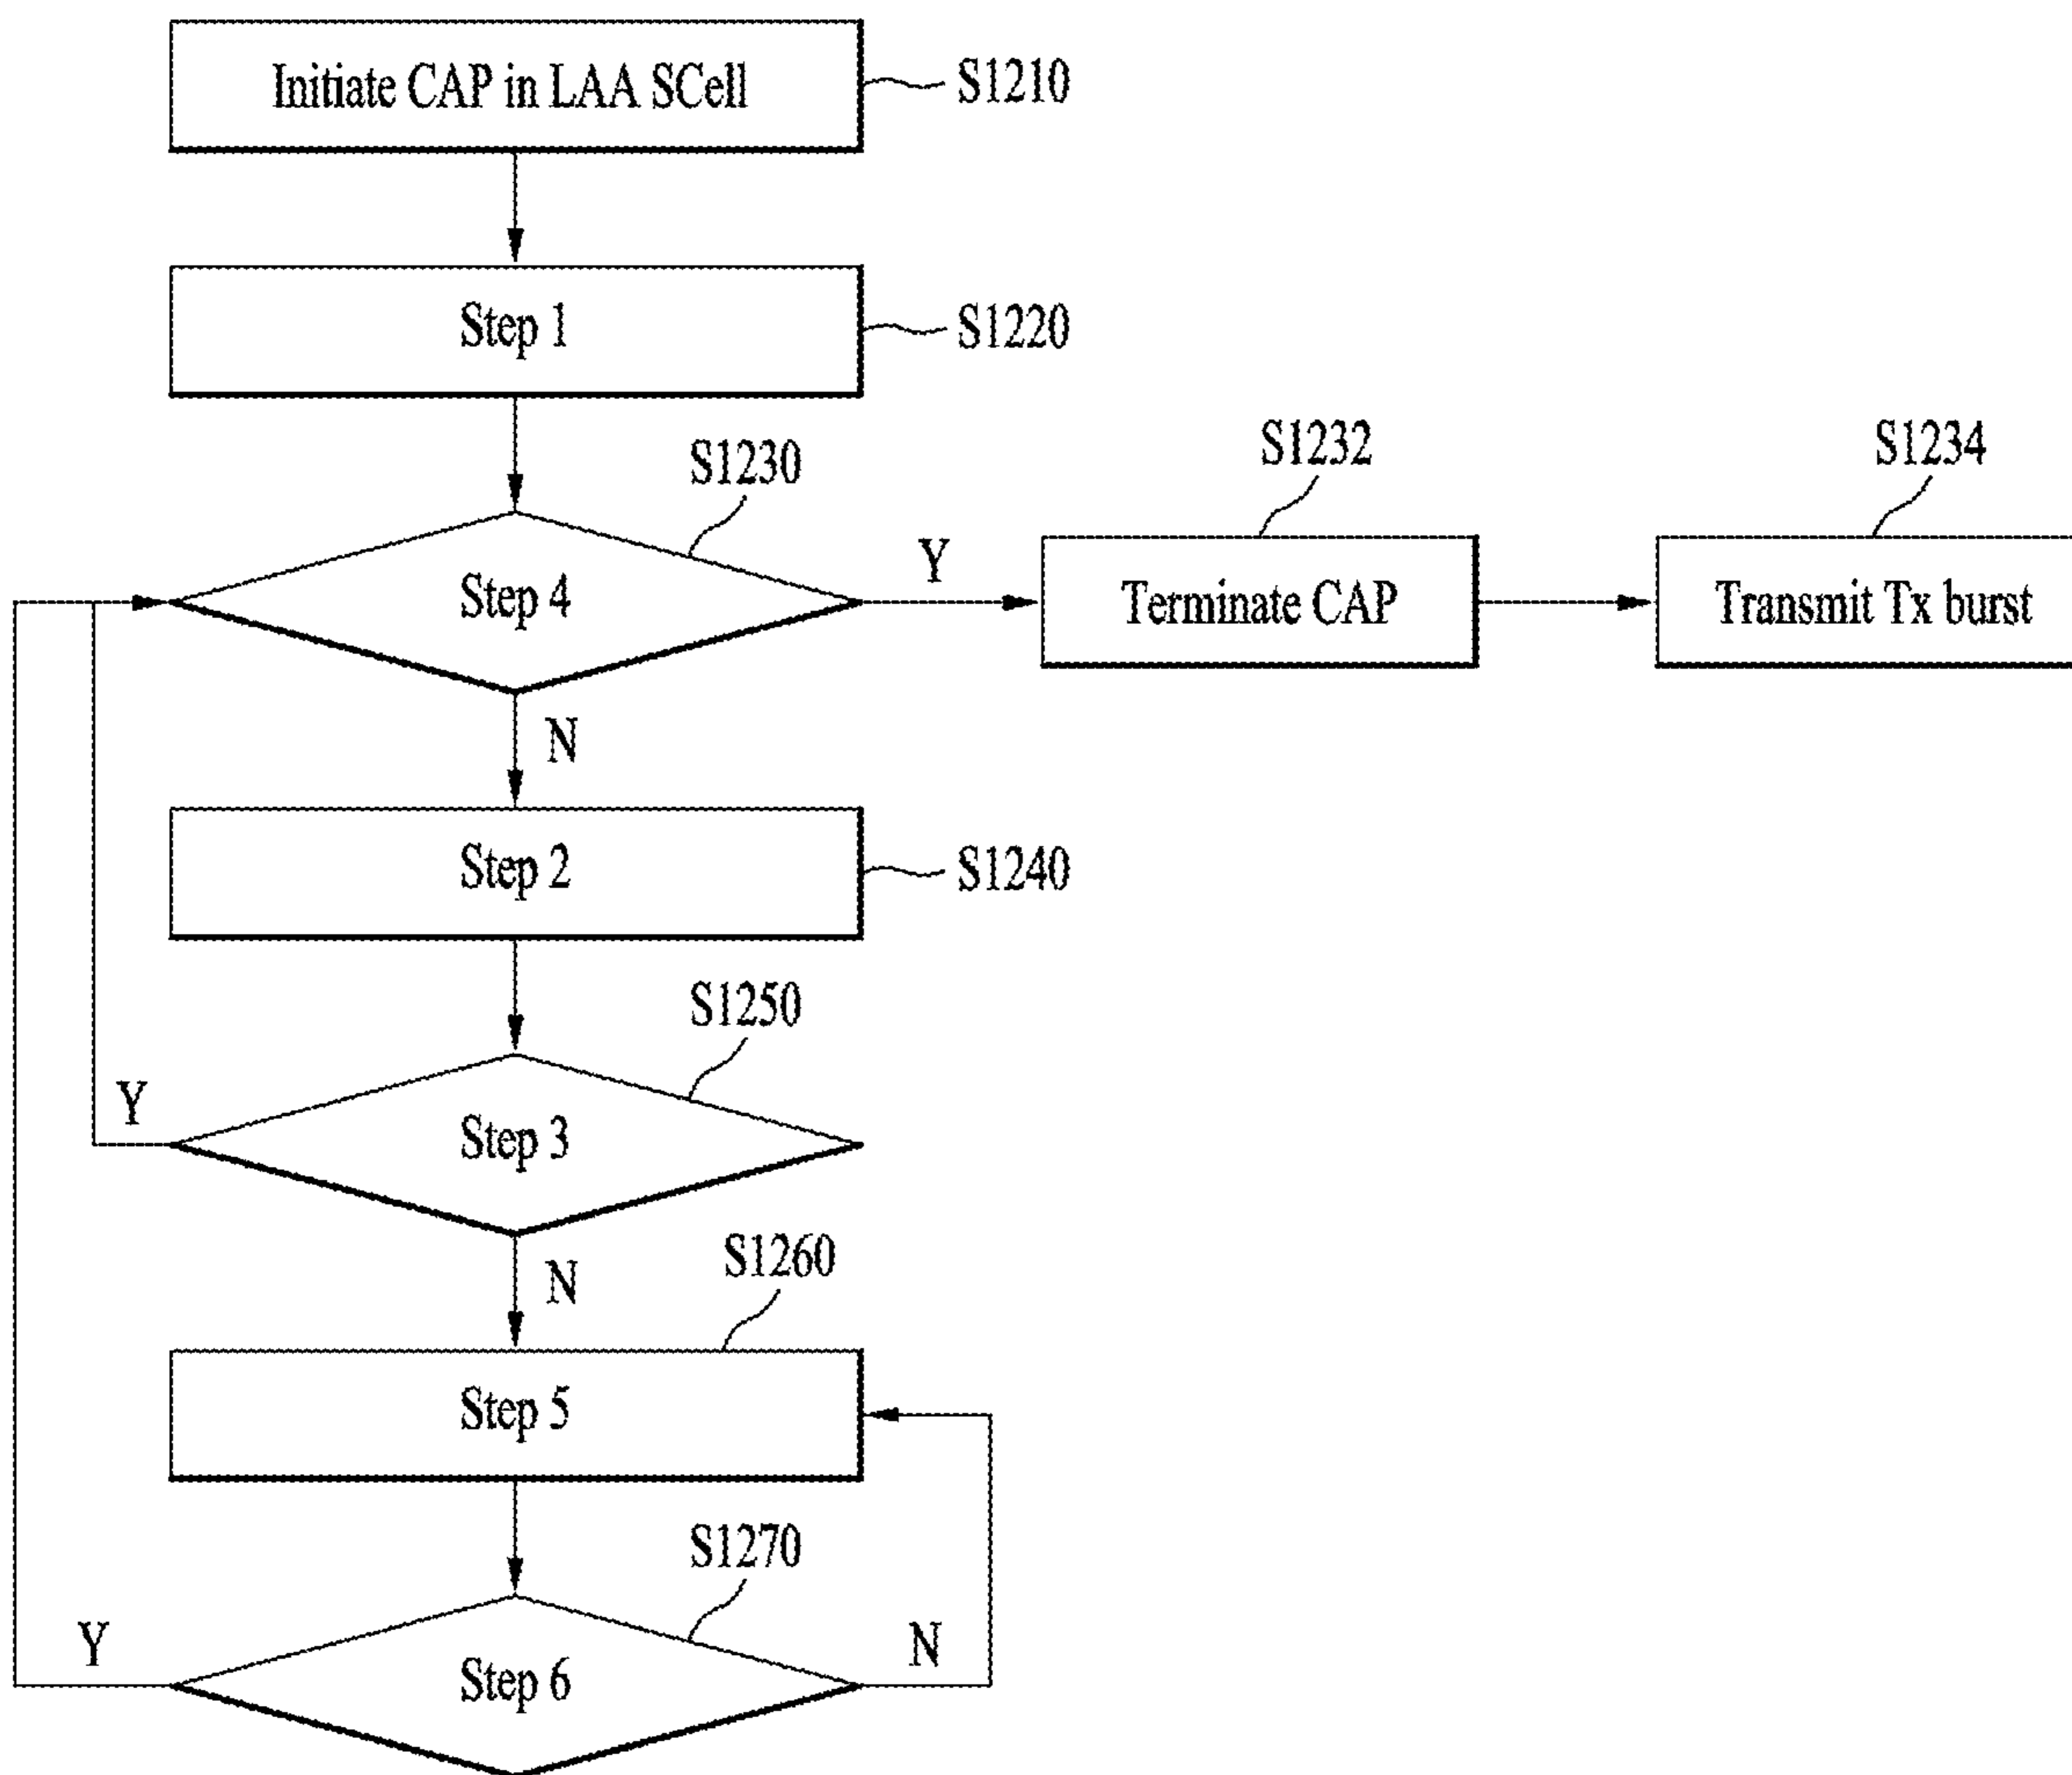 Initiate CAP in LAA SCell
S1210
Step 1
S1220
S1230
S1232
S1234
Step 4
Y
Terminate CAP
Transmit Tx burst
N
Step 2
S1240
S1250
Y
Step 3
N
S1260
Step 5
S1270
Y
Step 6
N